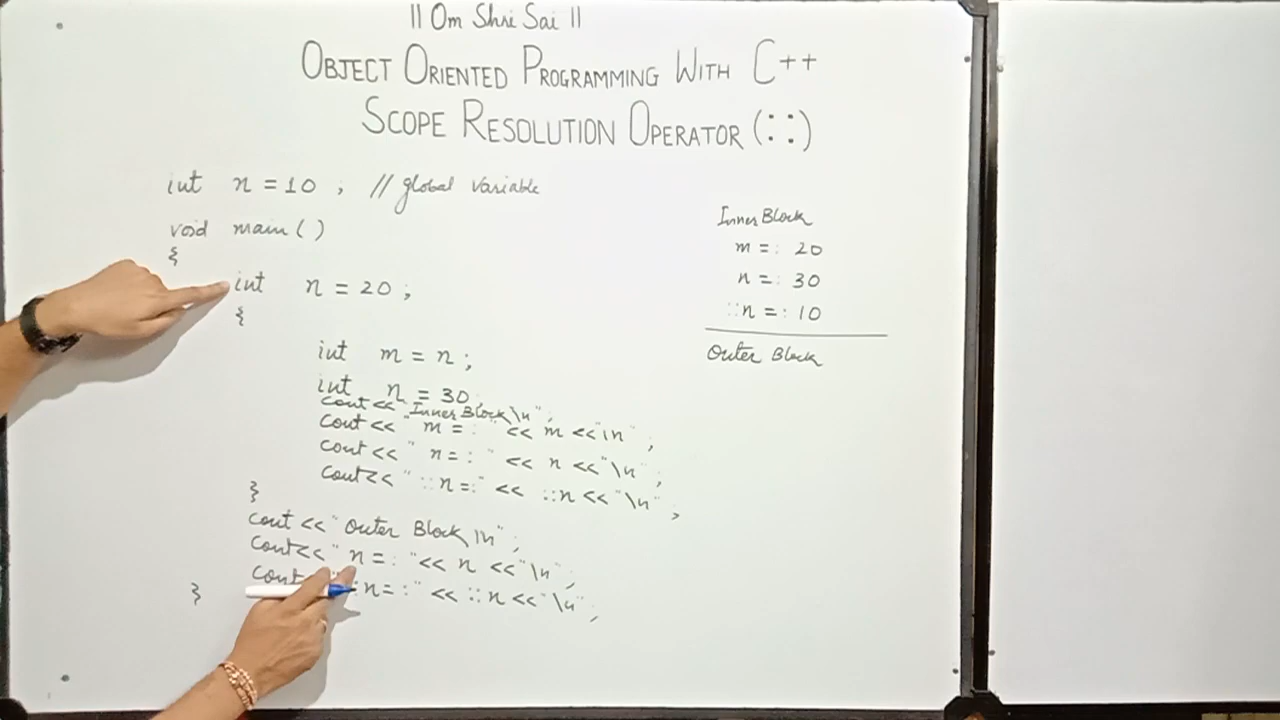 || Om Shri Sai ||
OBJECT ORIENTED PROGRAMMING WITH C++
SCOPE RESOLUTION OPERATOR (::)
int n = 10 ; // global variable
void main()
{
int n = 20 ;
{
int m = n ;
int n = 30
cout << "Inner Block \n" ;
cout << " m = : " << m << "\n" ;
cout << " n = : " << n << "\n" ;
cout << " ::n =: " << ::n << "\n" ;
}
cout << " Outer Block \n" ;
cout << " n = : " << n << "\n" ;
cout n = : " << ::n << "\n" ;
}
Inner Block
m = : 20
n = : 30
::n = : 10
Outer Block